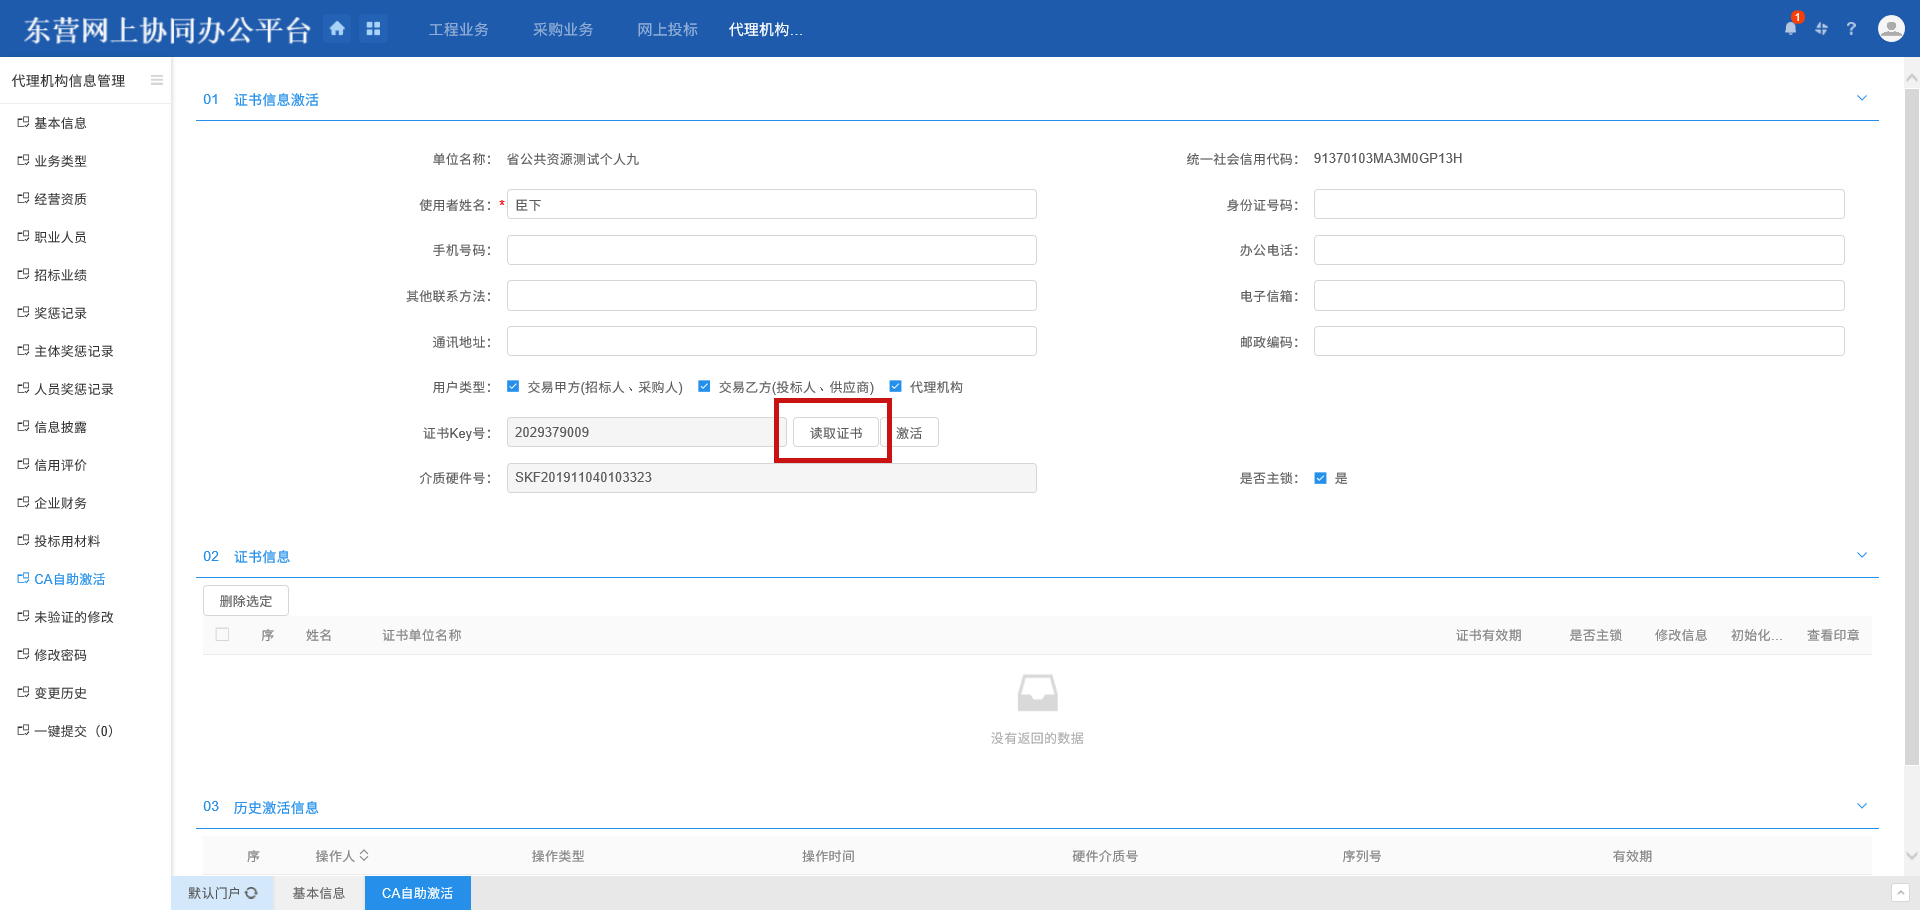 东营网上协同办公平台
工程业务 采购业务 网上投标 代理机构...
1 ?
代理机构信息管理
基本信息
业务类型
经营资质
职业人员
招标业绩
奖惩记录
主体奖惩记录
人员奖惩记录
信息披露
信用评价
企业财务
投标用材料
CA自助激活
未验证的修改
修改密码
变更历史
一键提交（0）
01 证书信息激活
单位名称： 省公共资源测试个人九 统一社会信用代码： 91370103MA3M0GP13H
使用者姓名：* 臣下 身份证号码：
手机号码： 办公电话：
其他联系方法： 电子信箱：
通讯地址： 邮政编码：
用户类型： 交易甲方(招标人、采购人) 交易乙方(投标人、供应商) 代理机构
证书Key号： 2029379009 读取证书 激活
介质硬件号： SKF201911040103323 是否主锁： 是
02 证书信息
删除选定
序 姓名 证书单位名称 证书有效期 是否主锁 修改信息 初始化... 查看印章
没有返回的数据
03 历史激活信息
序 操作人 操作类型 操作时间 硬件介质号 序列号 有效期
默认门户 基本信息 CA自助激活